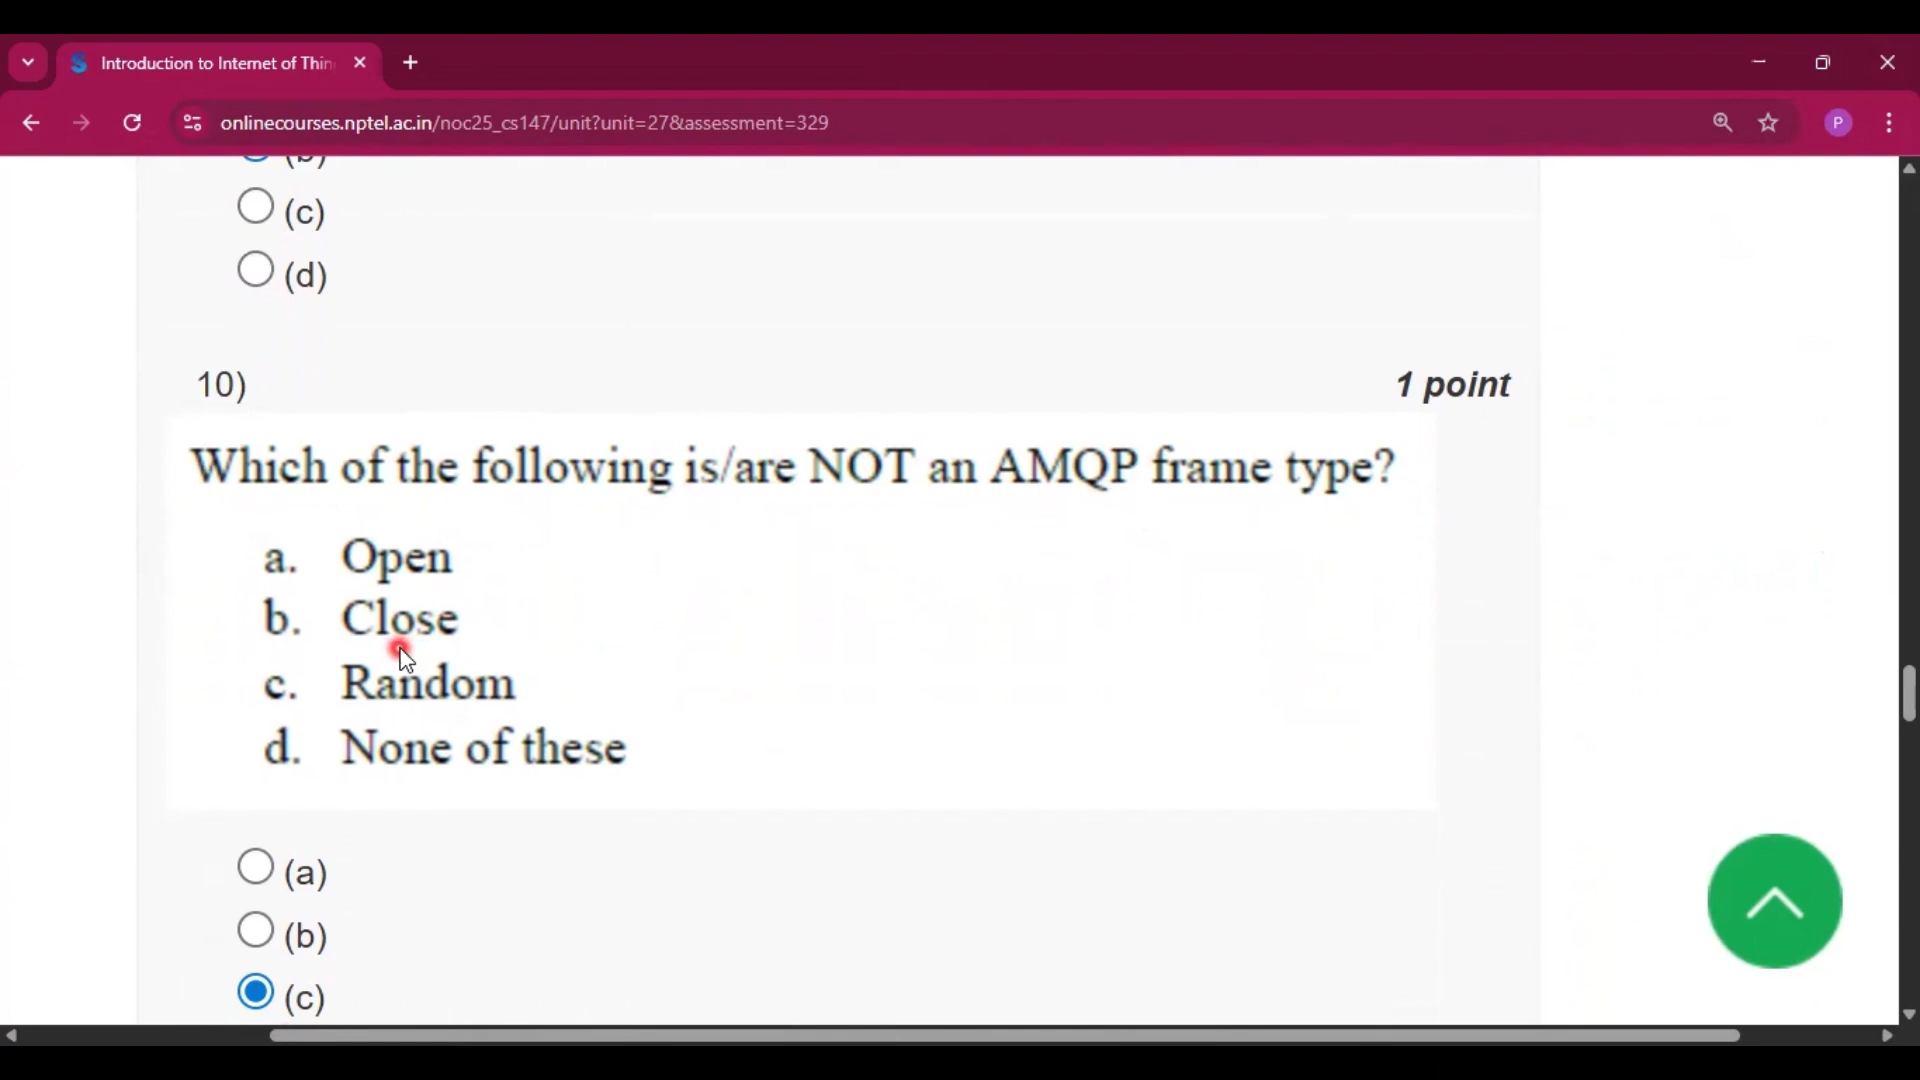 Introduction to Internet of Thin
onlinecourses.nptel.ac.in/noc25_cs147/unit?unit=27&assessment=329
P
(b)
(c)
(d)
10)
1 point
Which of the following is/are NOT an AMQP frame type?
a. Open
b. Close
c. Random
d. None of these
(a)
(b)
(c)